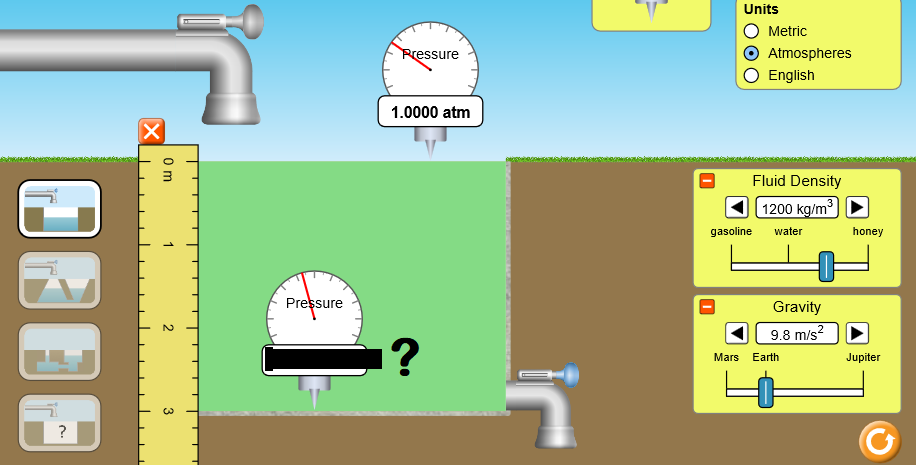 Units
Metric
Atmospheres
English
Pressure
1.0000 atm
0 m
1
2
3
Pressure
?
?
Fluid Density
1200 kg/m³
gasoline water honey
Gravity
9.8 m/s²
Mars Earth Jupiter